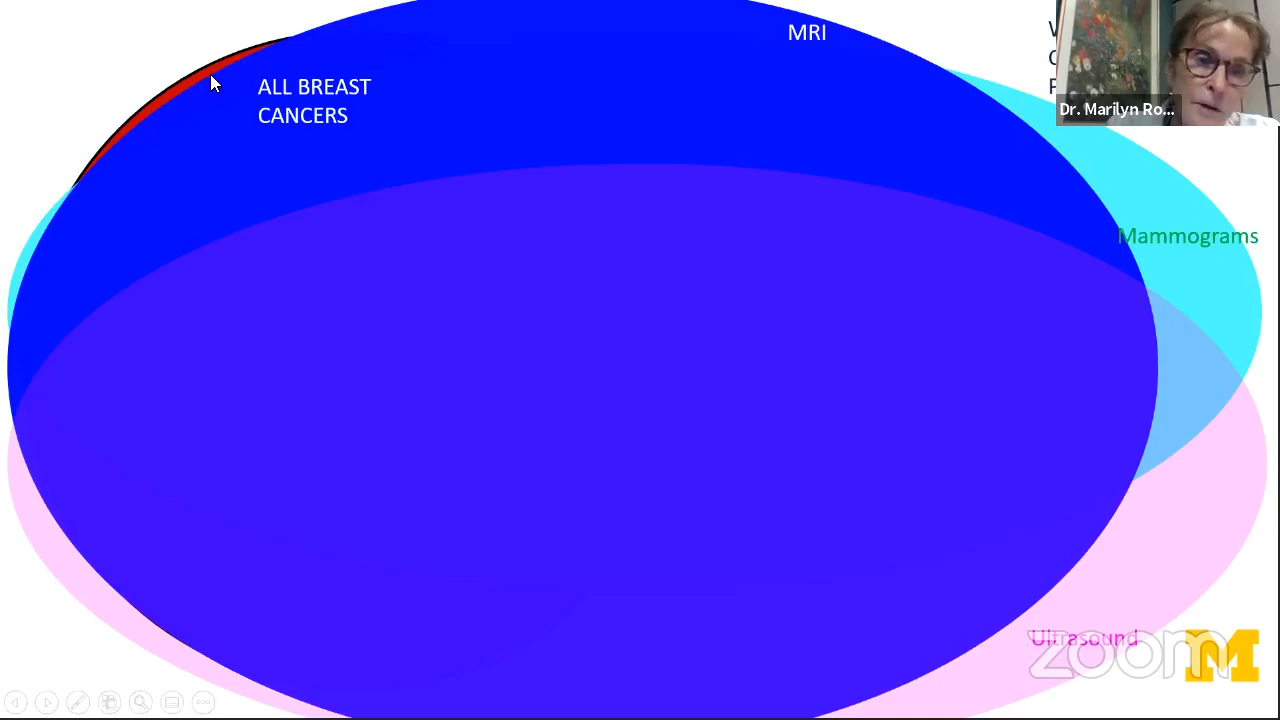 MRI
ALL BREAST
CANCERS
Dr. Marilyn Ro...
Mammograms
Ultrasound
zoom
M